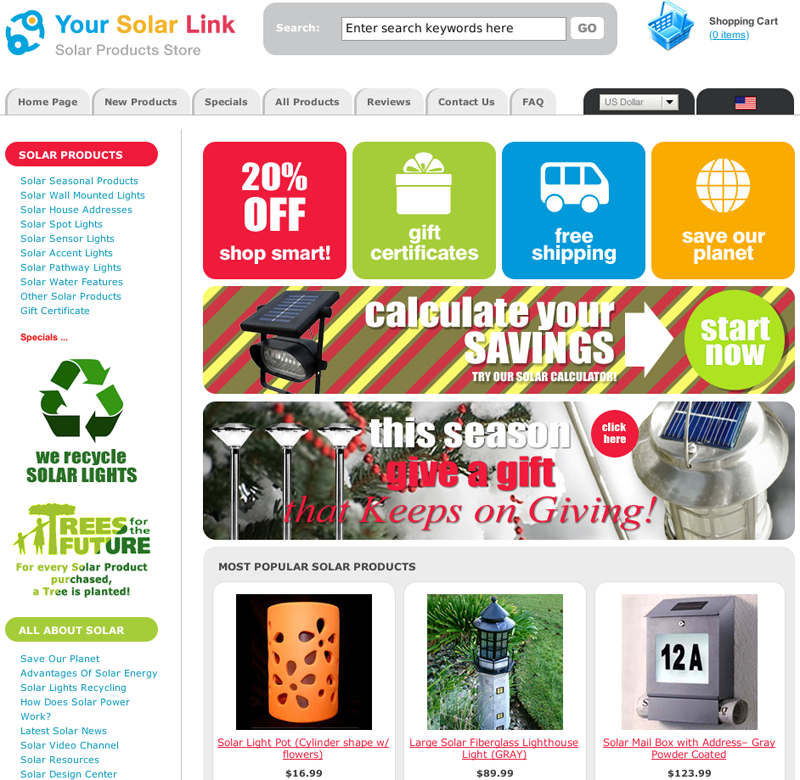 Your Solar Link
Solar Products Store
Search:
Enter search keywords here
GO
Shopping Cart
(0 items)
Home Page
New Products
Specials
All Products
Reviews
Contact Us
FAQ
US Dollar
SOLAR PRODUCTS
Solar Seasonal Products
Solar Wall Mounted Lights
Solar House Addresses
Solar Spot Lights
Solar Sensor Lights
Solar Accent Lights
Solar Pathway Lights
Solar Water Features
Other Solar Products
Gift Certificate
Specials ...
we recycle
SOLAR LIGHTS
TREES for the
FUTURE
For every Solar Product
purchased,
a Tree is planted!
ALL ABOUT SOLAR
Save Our Planet
Advantages Of Solar Energy
Solar Lights Recycling
How Does Solar Power
Work?
Latest Solar News
Solar Video Channel
Solar Resources
Solar Design Center
20%
OFF
shop smart!
gift
certificates
free
shipping
save our
planet
calculate your
SAVINGS
TRY OUR SOLAR CALCULATOR!
start
now
this season
give a gift
that Keeps on Giving!
click
here
MOST POPULAR SOLAR PRODUCTS
12A
Solar Light Pot (Cylinder shape w/
flowers)
$16.99
Large Solar Fiberglass Lighthouse
Light (GRAY)
$89.99
Solar Mail Box with Address– Gray
Powder Coated
$123.99